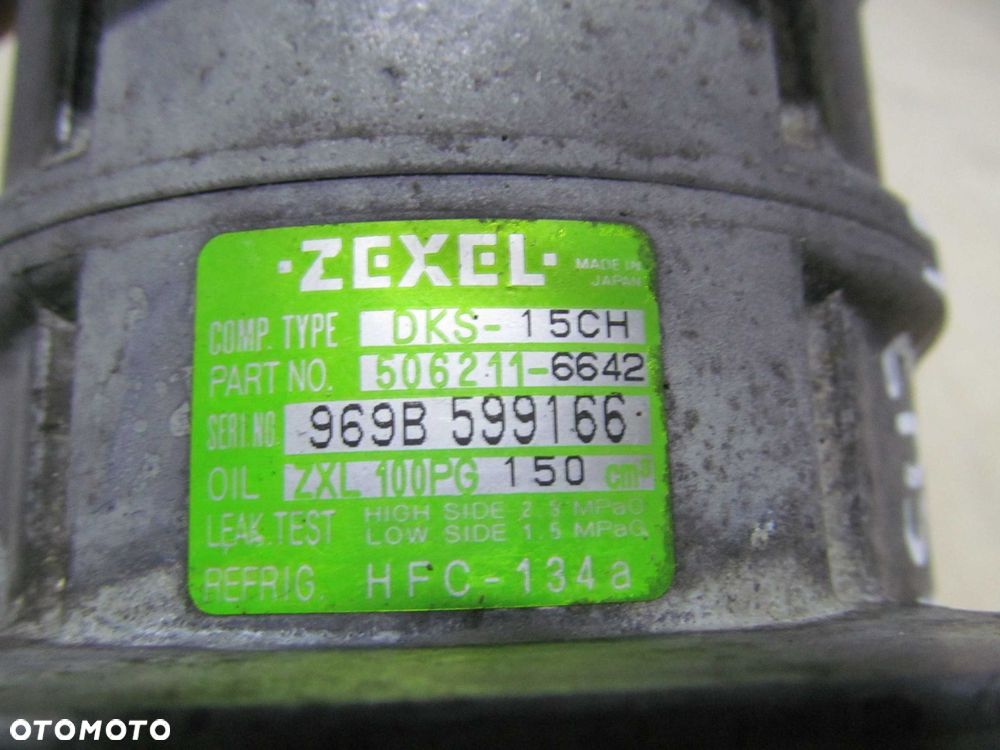 ·ZEXEL·
MADE IN
JAPAN
COMP. TYPE DKS-15CH
PART NO. 506211-6642
SERI.NO. 969B 599166
OIL ZXL 100PG 150 cm³
LEAK.TEST HIGH SIDE 2.9 MPaG
LOW SIDE 1.5 MPaG
REFRIG. HFC-134a
OTOMOTO